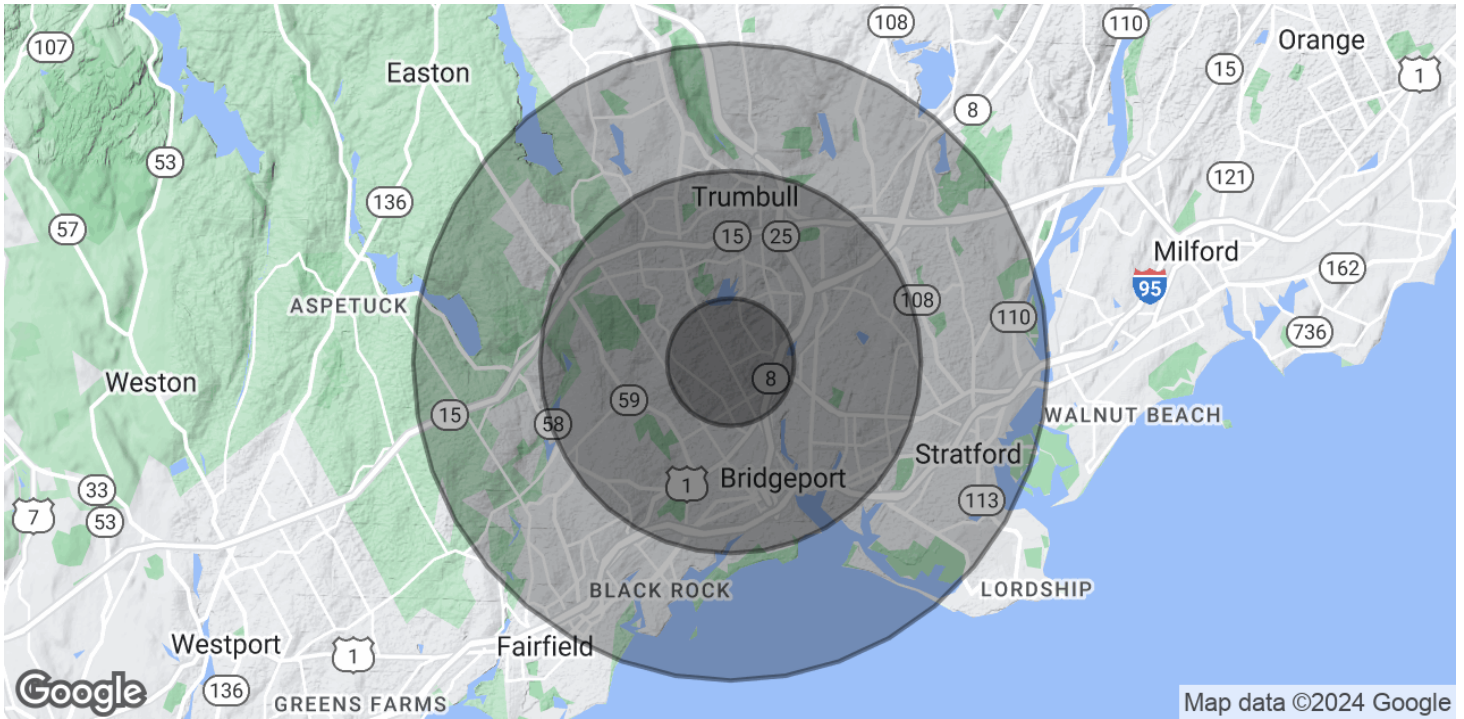 107
108
110
Orange
Easton
15
1
8
53
136
121
Trumbull
57
15
25
Milford
162
95
ASPETUCK
108
110
736
Weston
8
59
15
58
WALNUT BEACH
Stratford
1
Bridgeport
33
113
7
53
BLACK ROCK
LORDSHIP
Westport
1
Fairfield
136
GREENS FARMS
Google
Map data ©2024 Google